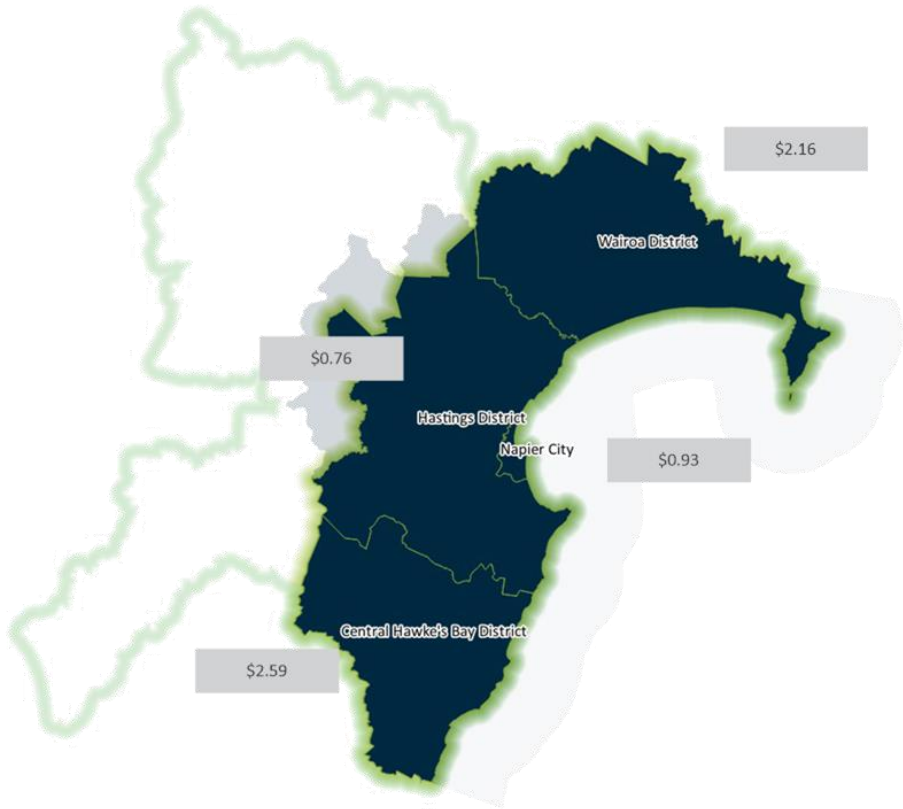 $2.16
Wairoa District
$0.76
Hastings District
Napier City
$0.93
Central Hawke's Bay District
$2.59